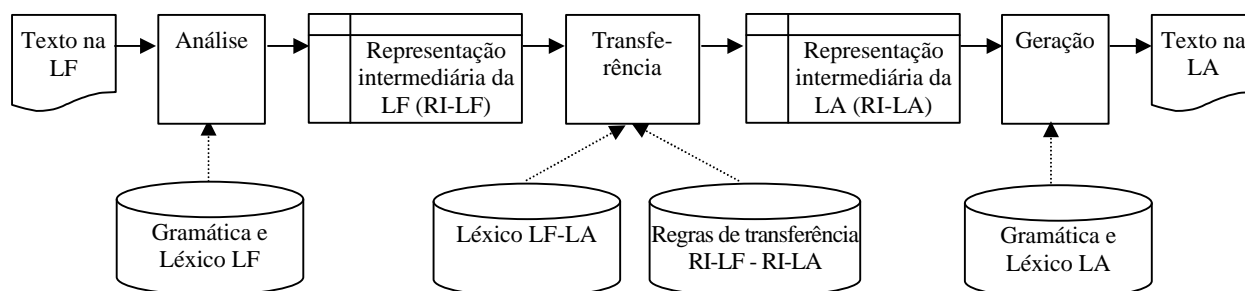 Texto na
LF
Análise
Representação
intermediária da
LF (RI-LF)
Transfe-
rência
Representação
intermediária da
LA (RI-LA)
Geração
Texto na
LA
Gramática e
Léxico LF
Léxico LF-LA
Regras de transferência
RI-LF - RI-LA
Gramática e
Léxico LA